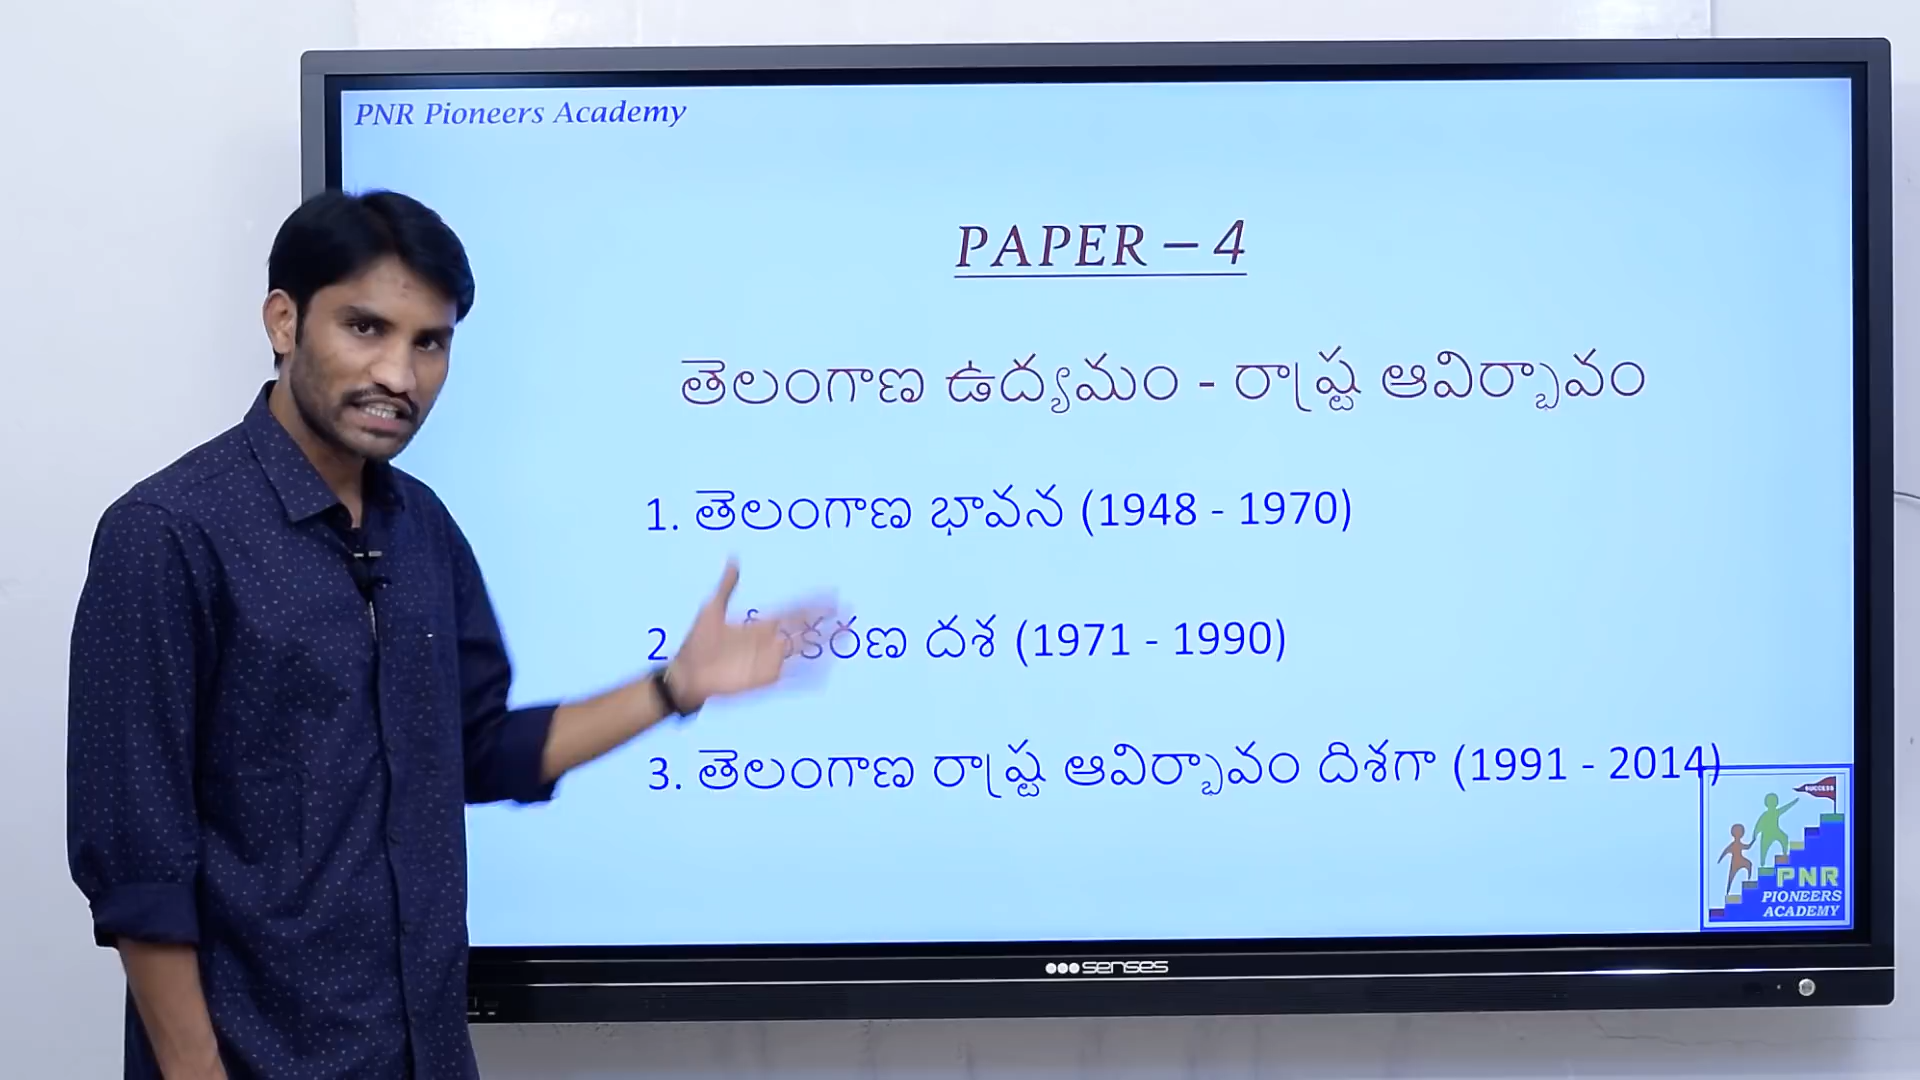 PNR Pioneers Academy
PAPER – 4
తెలంగాణ ఉద్యమం - రాష్ట్ర ఆవిర్భావం
1. తెలంగాణ భావన (1948 - 1970)
2. దశ (1971 - 1990)
3. తెలంగాణ రాష్ట్ర ఆవిర్భావం దిశగా (1991 - 2014)
SUCCESS
PNR
PIONEERS
ACADEMY
senses